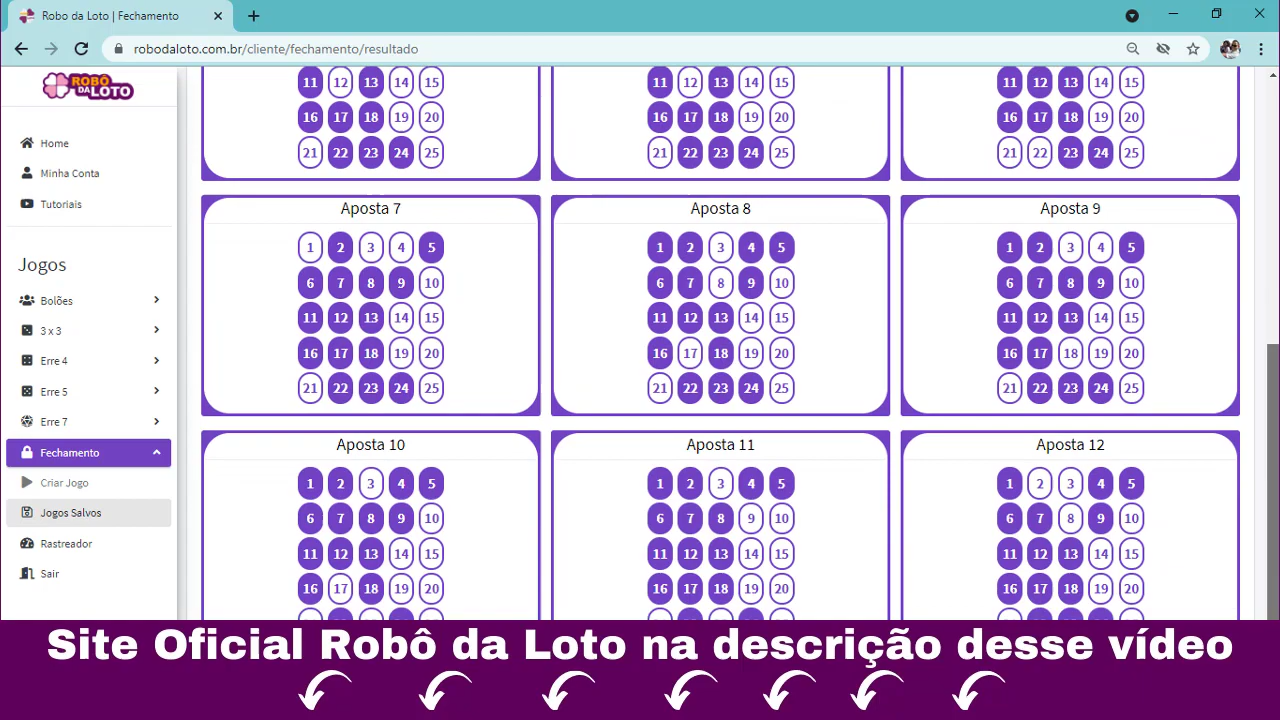 Robo da Loto | Fechamento
robodaloto.com.br/cliente/fechamento/resultado
ROBÔ DA LOTO
Home
Minha Conta
Tutoriais
Jogos
Bolões
3 x 3
Erre 4
Erre 5
Erre 7
Fechamento
Criar Jogo
Jogos Salvos
Rastreador
Sair
11 12 13 14 15
16 17 18 19 20
21 22 23 24 25
11 12 13 14 15
16 17 18 19 20
21 22 23 24 25
11 12 13 14 15
16 17 18 19 20
21 22 23 24 25
Aposta 7
1 2 3 4 5
6 7 8 9 10
11 12 13 14 15
16 17 18 19 20
21 22 23 24 25
Aposta 8
1 2 3 4 5
6 7 8 9 10
11 12 13 14 15
16 17 18 19 20
21 22 23 24 25
Aposta 9
1 2 3 4 5
6 7 8 9 10
11 12 13 14 15
16 17 18 19 20
21 22 23 24 25
Aposta 10
1 2 3 4 5
6 7 8 9 10
11 12 13 14 15
16 17 18 19 20
Aposta 11
1 2 3 4 5
6 7 8 9 10
11 12 13 14 15
16 17 18 19 20
Aposta 12
1 2 3 4 5
6 7 8 9 10
11 12 13 14 15
16 17 18 19 20
Site Oficial Robô da Loto na descrição desse vídeo